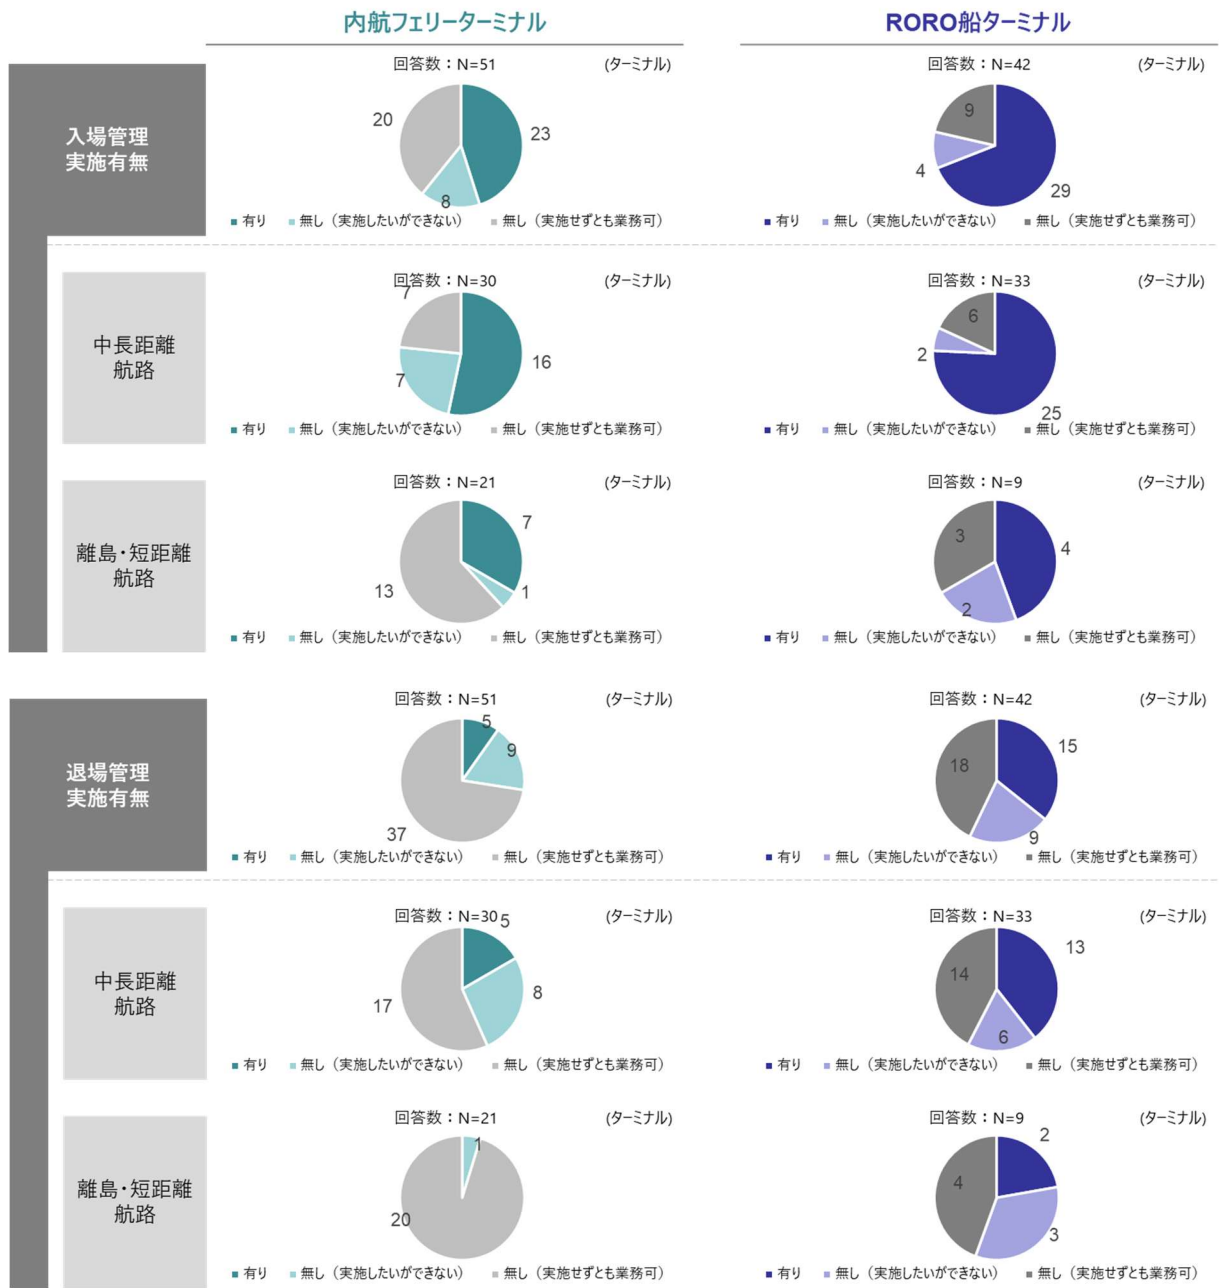 内航フェリーターミナル
RORO船ターミナル
入場管理
実施有無
回答数：N=51
(ターミナル)
20
23
8
■ 有り ■ 無し（実施したいができない） ■ 無し（実施せずとも業務可）
回答数：N=42
(ターミナル)
9
4
29
■ 有り ■ 無し（実施したいができない） ■ 無し（実施せずとも業務可）
中長距離
航路
回答数：N=30
(ターミナル)
7
16
7
■ 有り ■ 無し（実施したいができない） ■ 無し（実施せずとも業務可）
回答数：N=33
(ターミナル)
6
2
25
■ 有り ■ 無し（実施したいができない） ■ 無し（実施せずとも業務可）
離島・短距離
航路
回答数：N=21
(ターミナル)
7
13
1
■ 有り ■ 無し（実施したいができない） ■ 無し（実施せずとも業務可）
回答数：N=9
(ターミナル)
3
4
2
■ 有り ■ 無し（実施したいができない） ■ 無し（実施せずとも業務可）
退場管理
実施有無
回答数：N=51
(ターミナル)
5
9
37
■ 有り ■ 無し（実施したいができない） ■ 無し（実施せずとも業務可）
回答数：N=42
(ターミナル)
15
18
9
■ 有り ■ 無し（実施したいができない） ■ 無し（実施せずとも業務可）
中長距離
航路
回答数：N=30
(ターミナル)
5
8
17
■ 有り ■ 無し（実施したいができない） ■ 無し（実施せずとも業務可）
回答数：N=33
(ターミナル)
13
14
6
■ 有り ■ 無し（実施したいができない） ■ 無し（実施せずとも業務可）
離島・短距離
航路
回答数：N=21
(ターミナル)
1
20
■ 有り ■ 無し（実施したいができない） ■ 無し（実施せずとも業務可）
回答数：N=9
(ターミナル)
2
4
3
■ 有り ■ 無し（実施したいができない） ■ 無し（実施せずとも業務可）